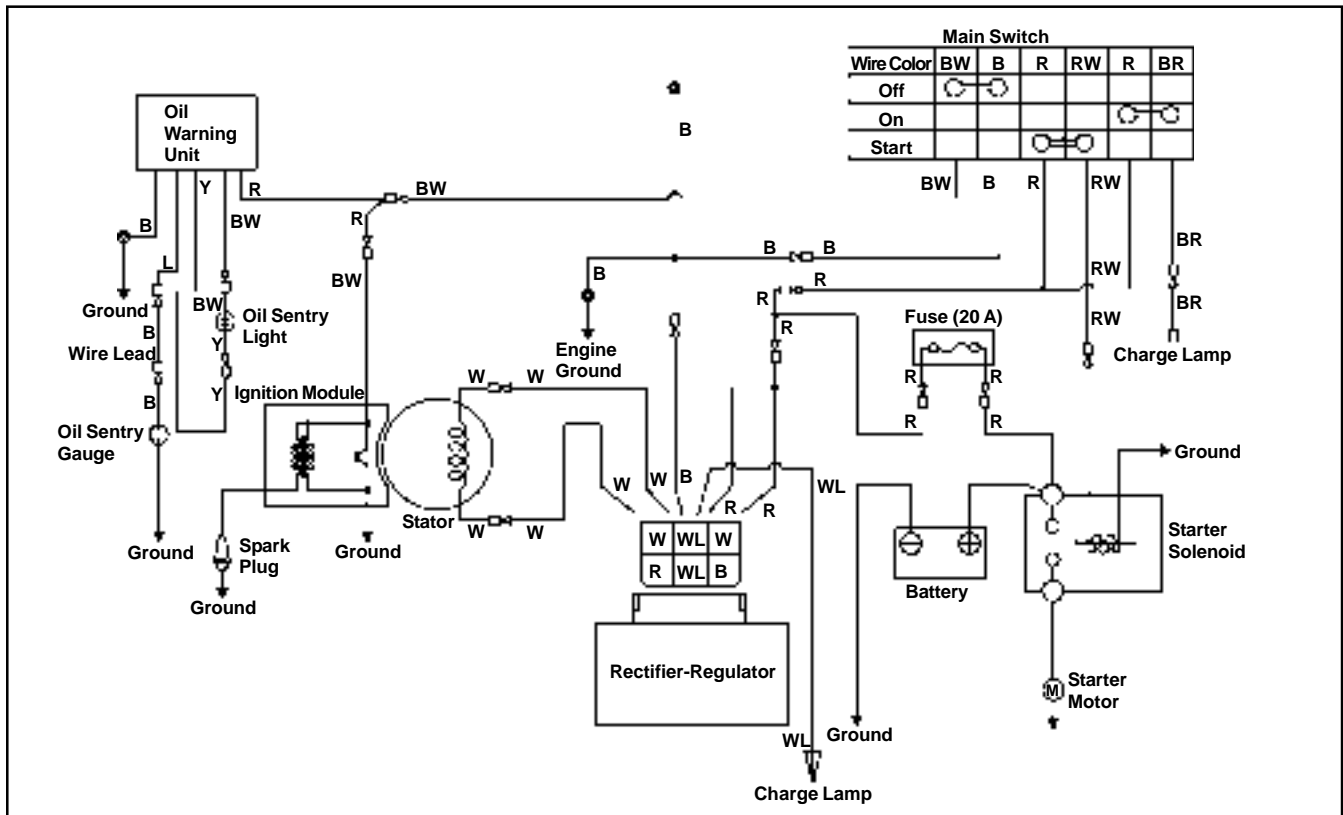 Main Switch
Wire Color BW B R RW R BR
Off
On
Start
Oil
Warning
Unit
B
Y
R
BW
B
BW
R
BW
BW B R RW
BR
B
L
B B
BW
RW
Ground
BW
Oil Sentry
Light
B
R
R
BR
B
Y
R
Fuse (20 A)
RW
Wire Lead
Engine
Ground
Charge Lamp
Ignition Module
Y
W W
R R
B
Oil Sentry
Gauge
R R
Ground
W W B
WL
Stator
W W
R R
W WL W
R WL B
Ground
Spark
Plug
Ground
Ground
Battery
Starter
Solenoid
Rectifier-Regulator
M
Starter
Motor
Ground
WL
Charge Lamp